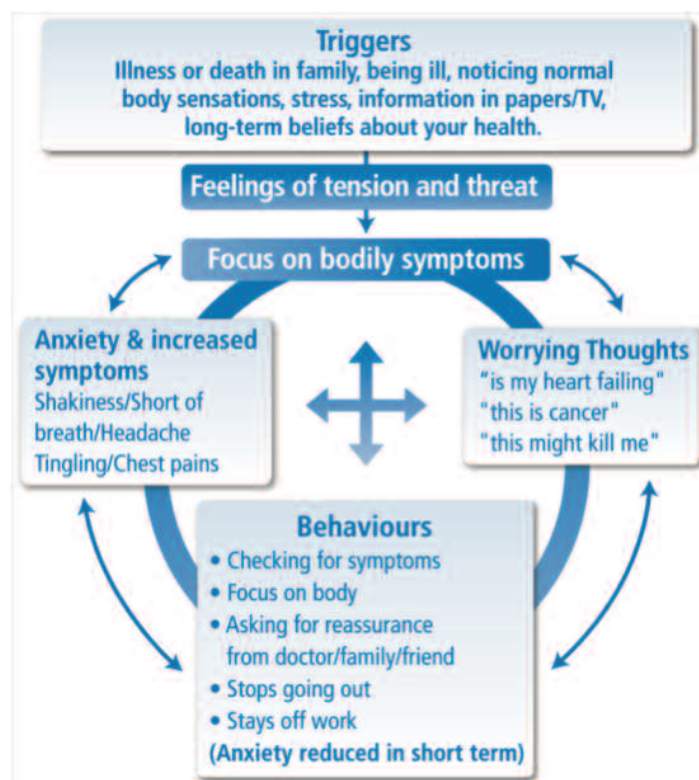 Triggers
Illness or death in family, being ill, noticing normal
body sensations, stress, information in papers/TV,
long-term beliefs about your health.
Feelings of tension and threat
Focus on bodily symptoms
Anxiety & increased
symptoms
Shakiness/Short of
breath/Headache
Tingling/Chest pains
Worrying Thoughts
"is my heart failing"
"this is cancer"
"this might kill me"
Behaviours
• Checking for symptoms
• Focus on body
• Asking for reassurance
from doctor/family/friend
• Stops going out
• Stays off work
(Anxiety reduced in short term)